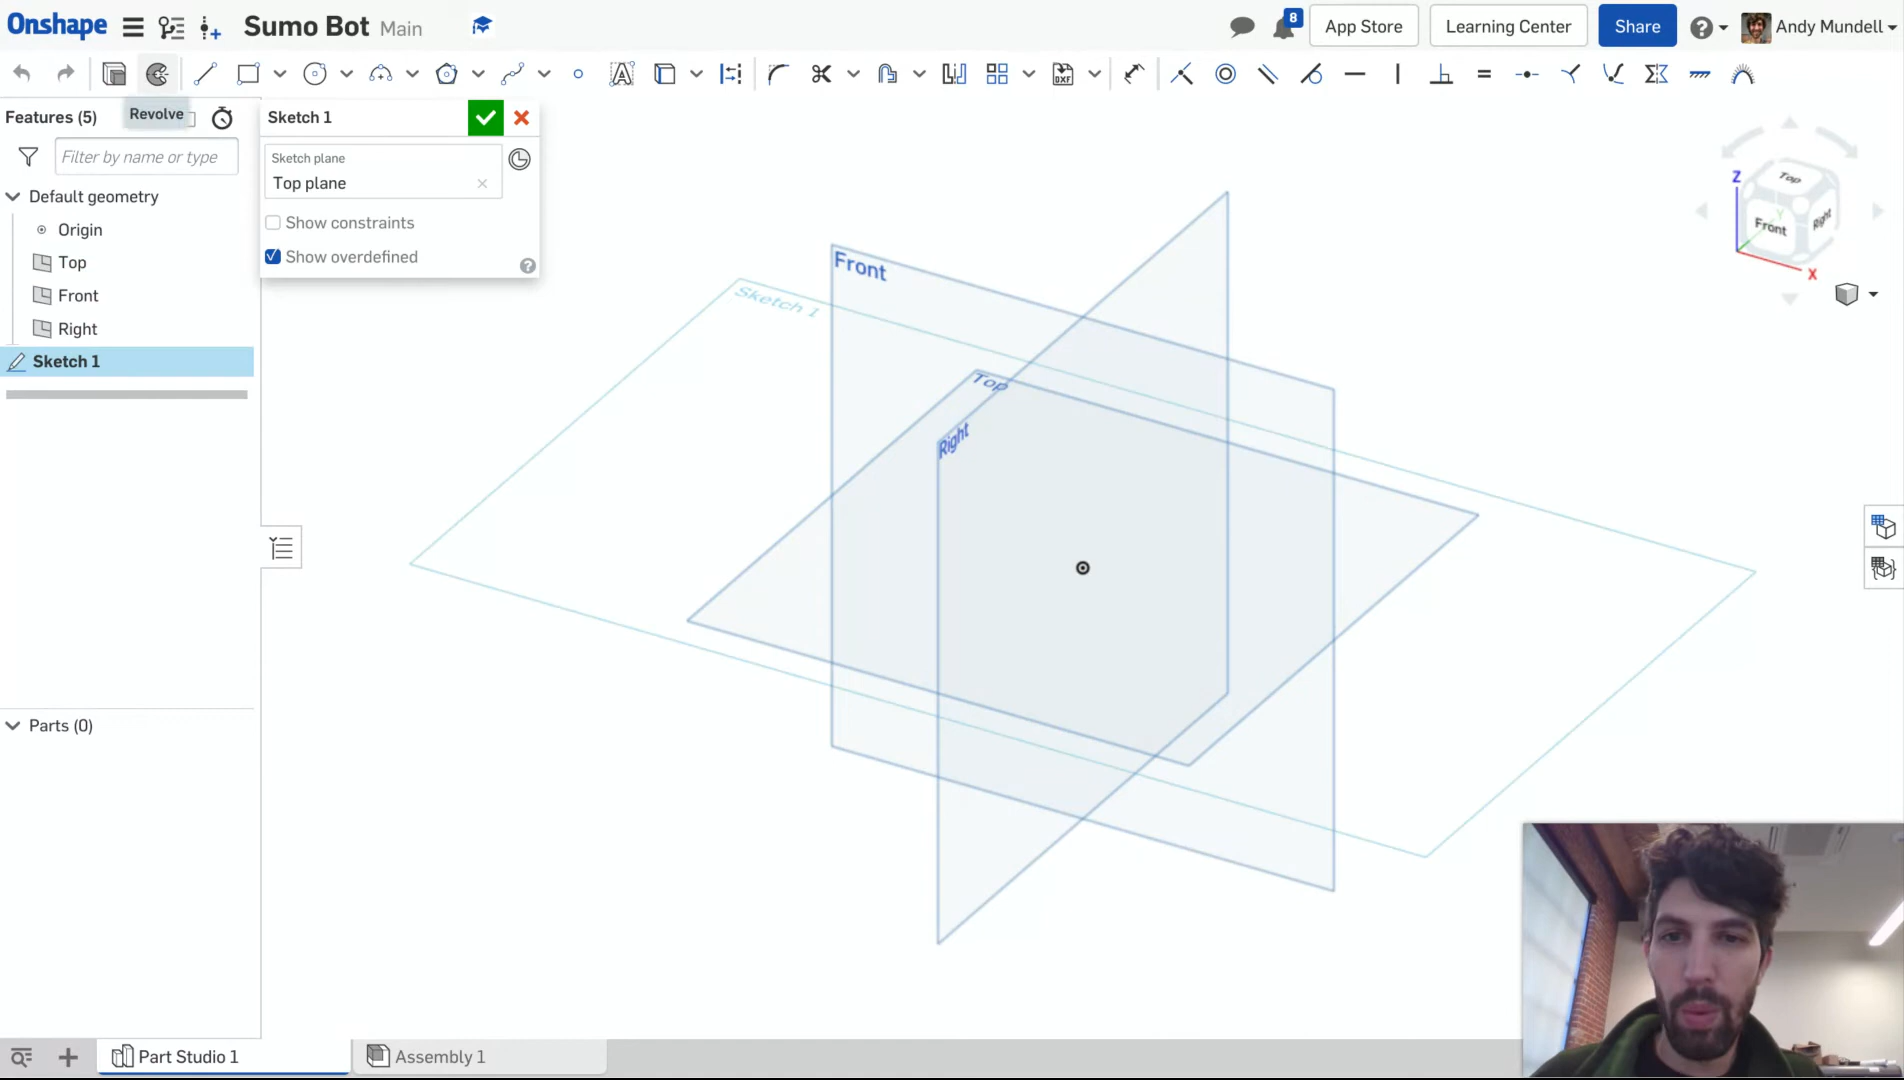 Onshape
Sumo Bot Main
8
App Store
Learning Center
Share
Andy Mundell
Features (5)
Revolve
Filter by name or type
Default geometry
Origin
Top
Front
Right
Sketch 1
Parts (0)
Sketch 1
Sketch plane
Top plane
Show constraints
Show overdefined
DXF
Sketch 1
Front
Top
Right
Z
Top
Y
Front
Right
X
Part Studio 1
Assembly 1